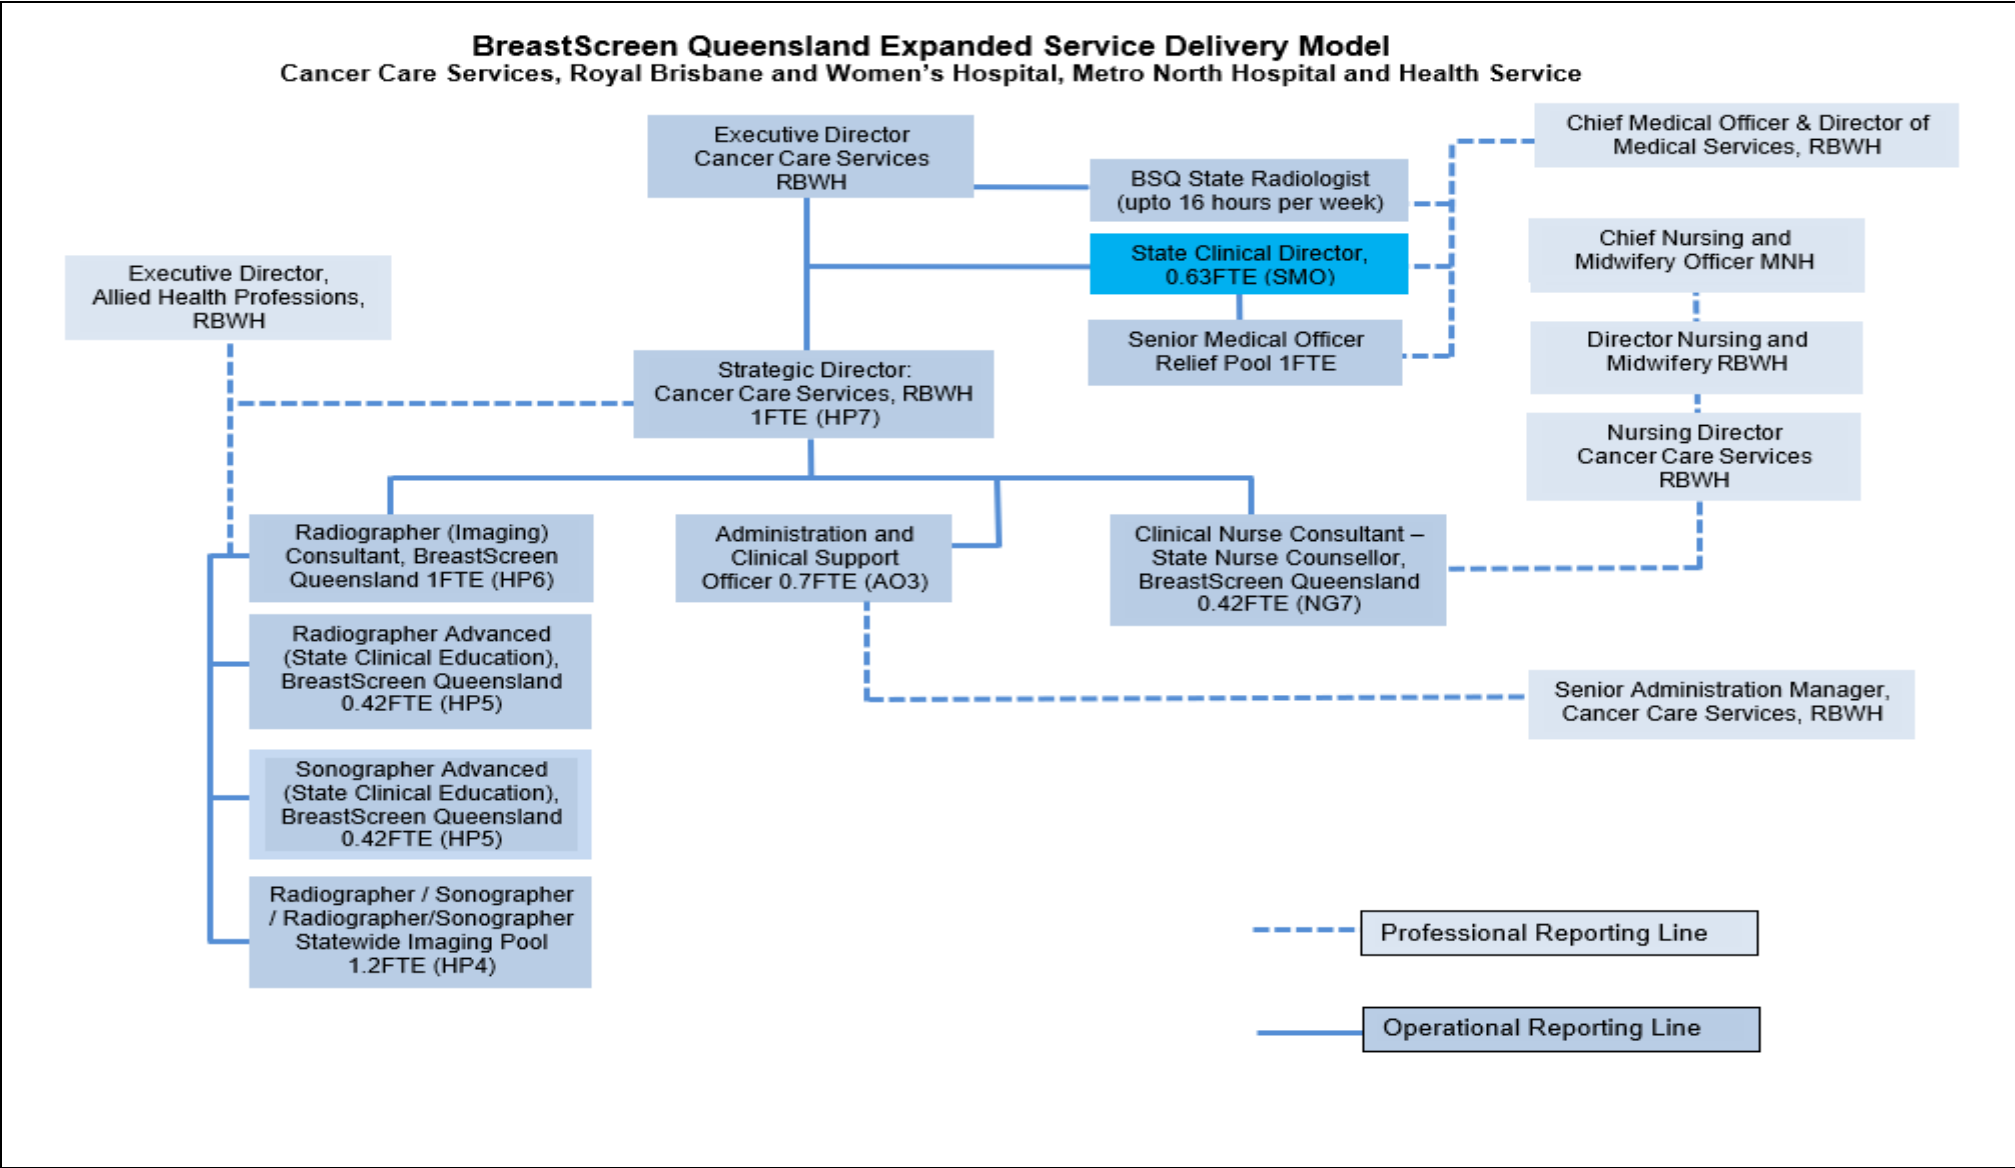 BreastScreen Queensland Expanded Service Delivery Model
Cancer Care Services, Royal Brisbane and Women's Hospital, Metro North Hospital and Health Service
Executive Director
Cancer Care Services
RBWH
Chief Medical Officer & Director of
Medical Services, RBWH
BSQ State Radiologist
(upto 16 hours per week)
State Clinical Director,
0.63FTE (SMO)
Senior Medical Officer
Relief Pool 1FTE
Chief Nursing and
Midwifery Officer MNH
Director Nursing and
Midwifery RBWH
Nursing Director
Cancer Care Services
RBWH
Executive Director,
Allied Health Professions,
RBWH
Strategic Director:
Cancer Care Services, RBWH
1FTE (HP7)
Radiographer (Imaging)
Consultant, BreastScreen
Queensland 1FTE (HP6)
Administration and
Clinical Support
Officer 0.7FTE (AO3)
Clinical Nurse Consultant –
State Nurse Counsellor,
BreastScreen Queensland
0.42FTE (NG7)
Radiographer Advanced
(State Clinical Education),
BreastScreen Queensland
0.42FTE (HP5)
Senior Administration Manager,
Cancer Care Services, RBWH
Sonographer Advanced
(State Clinical Education),
BreastScreen Queensland
0.42FTE (HP5)
Radiographer / Sonographer
/ Radiographer/Sonographer
Statewide Imaging Pool
1.2FTE (HP4)
Professional Reporting Line
Operational Reporting Line